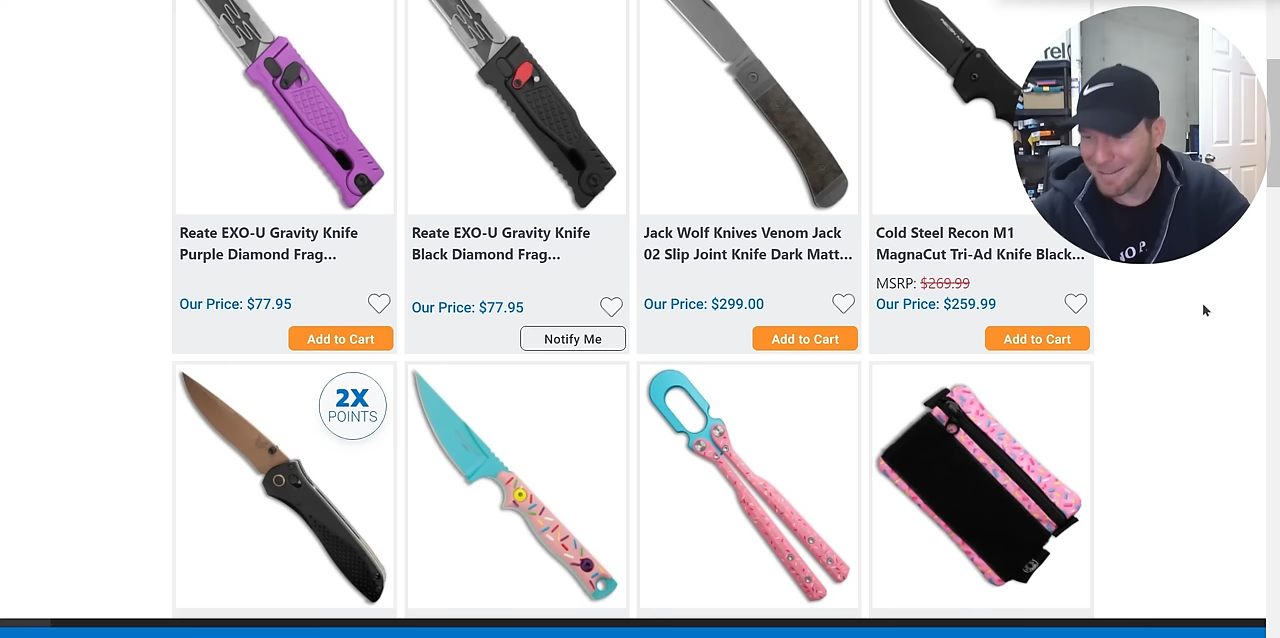 Reate EXO-U Gravity Knife
Purple Diamond Frag...
Our Price: $77.95
Add to Cart
Reate EXO-U Gravity Knife
Black Diamond Frag...
Our Price: $77.95
Notify Me
Jack Wolf Knives Venom Jack
02 Slip Joint Knife Dark Matt...
Our Price: $299.00
Add to Cart
Cold Steel Recon M1
MagnaCut Tri-Ad Knife Black...
MSRP: $269.99
Our Price: $259.99
Add to Cart
rel
NO P
2X
POINTS